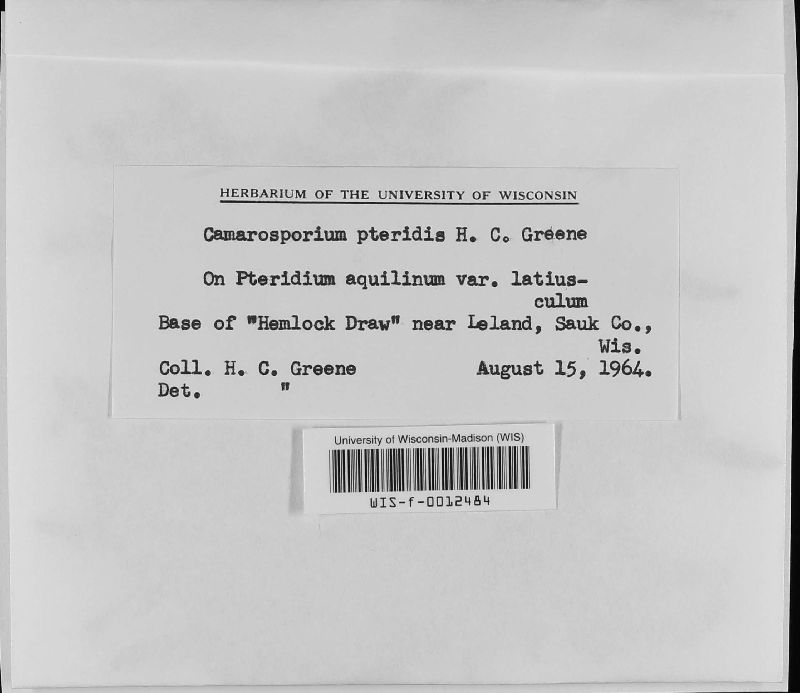 HERBARIUM OF THE UNIVERSITY OF WISCONSIN
Camarosporium pteridis H. C. Greene
On Pteridium aquilinum var. latius-
culum
Base of "Hemlock Draw" near Leland, Sauk Co.,
Wis.
Coll. H. C. Greene August 15, 1964.
Det. "
University of Wisconsin-Madison (WIS)
WIS-f-0012484